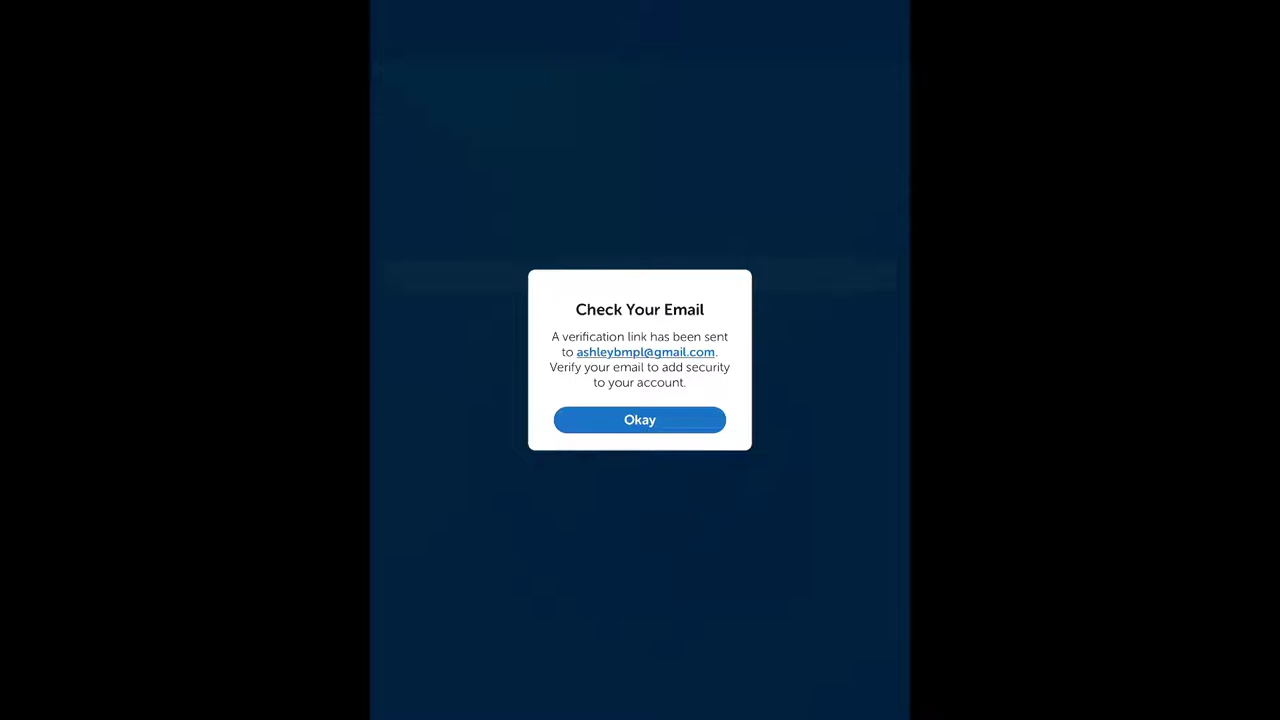 Check Your Email
A verification link has been sent
to ashleybmpl@gmail.com.
Verify your email to add security
to your account.
Okay